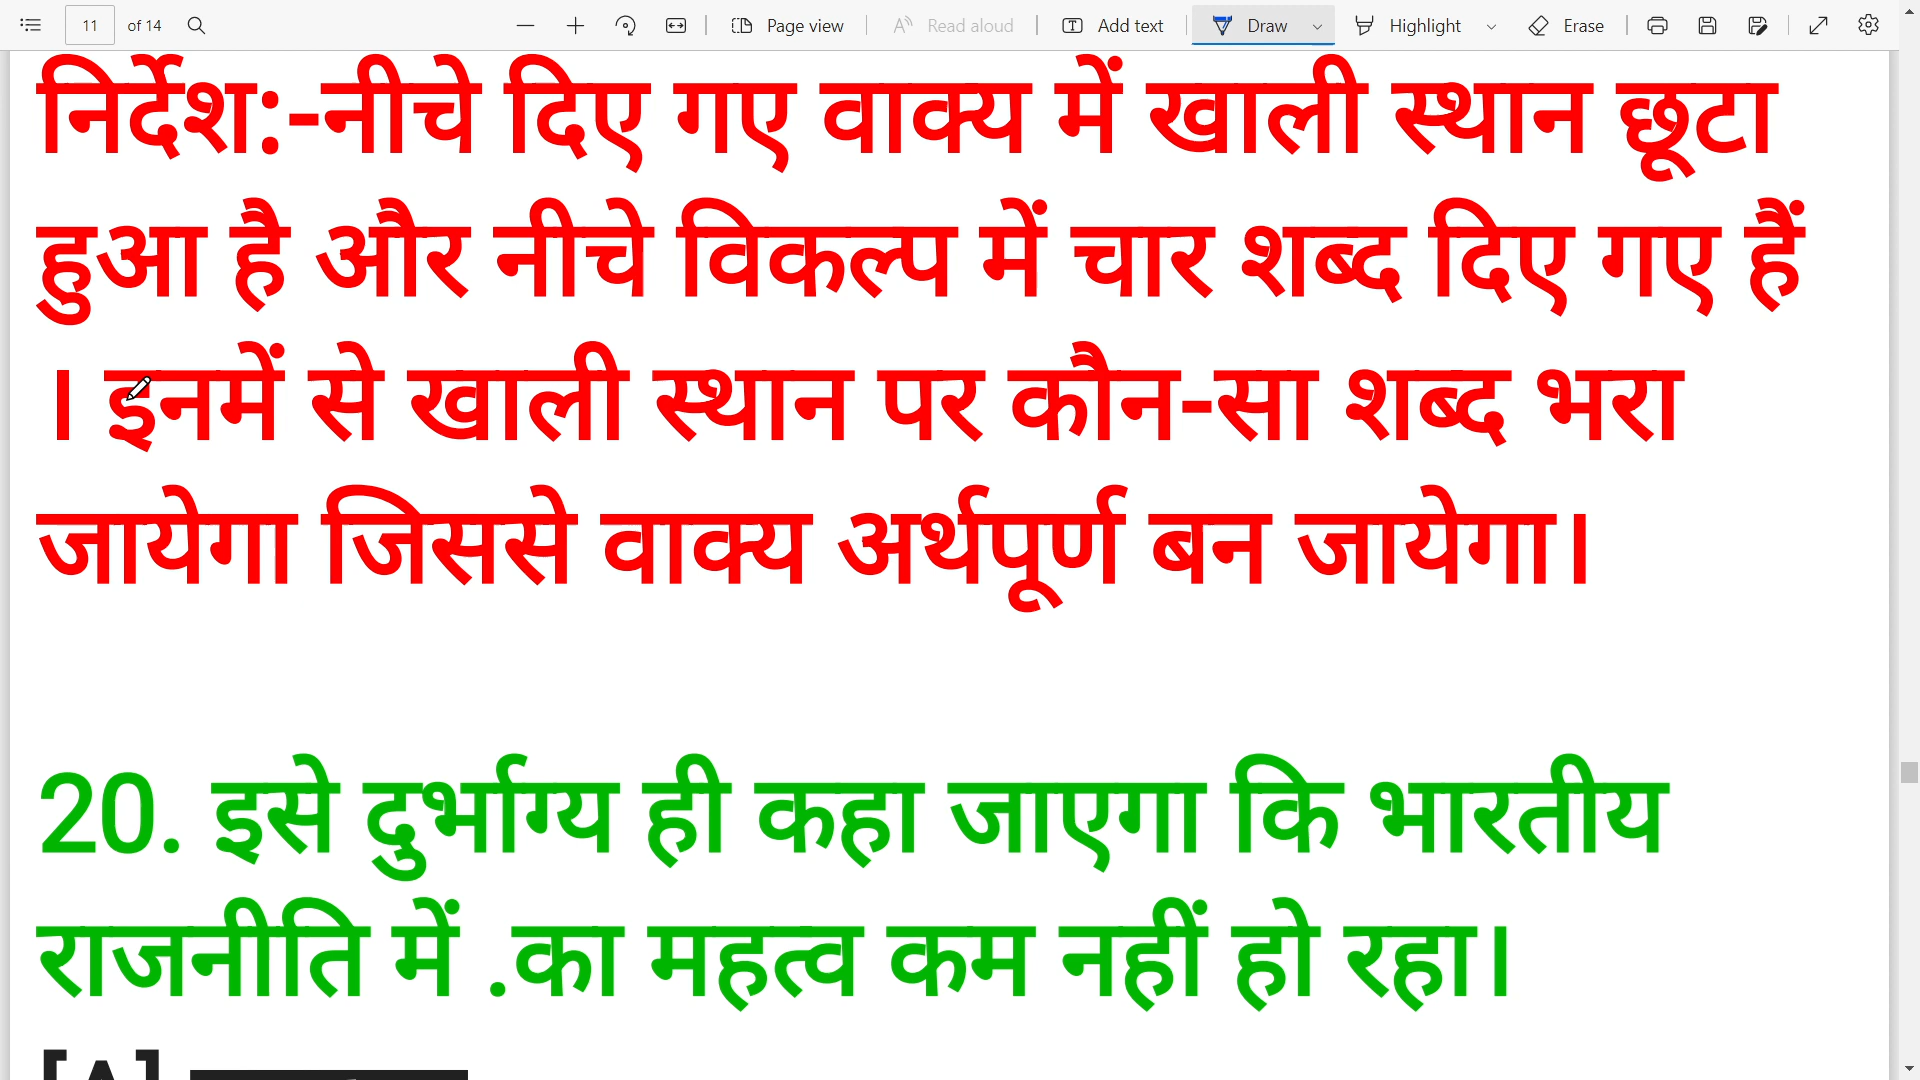 11 of 14 Page view Read aloud Add text Draw Highlight Erase
निर्देश:-नीचे दिए गए वाक्य में खाली स्थान छूटा
हुआ है और नीचे विकल्प में चार शब्द दिए गए हैं
। इनमें से खाली स्थान पर कौन-सा शब्द भरा
जायेगा जिससे वाक्य अर्थपूर्ण बन जायेगा।
20. इसे दुर्भाग्य ही कहा जाएगा कि भारतीय
राजनीति में .का महत्व कम नहीं हो रहा।
[A]